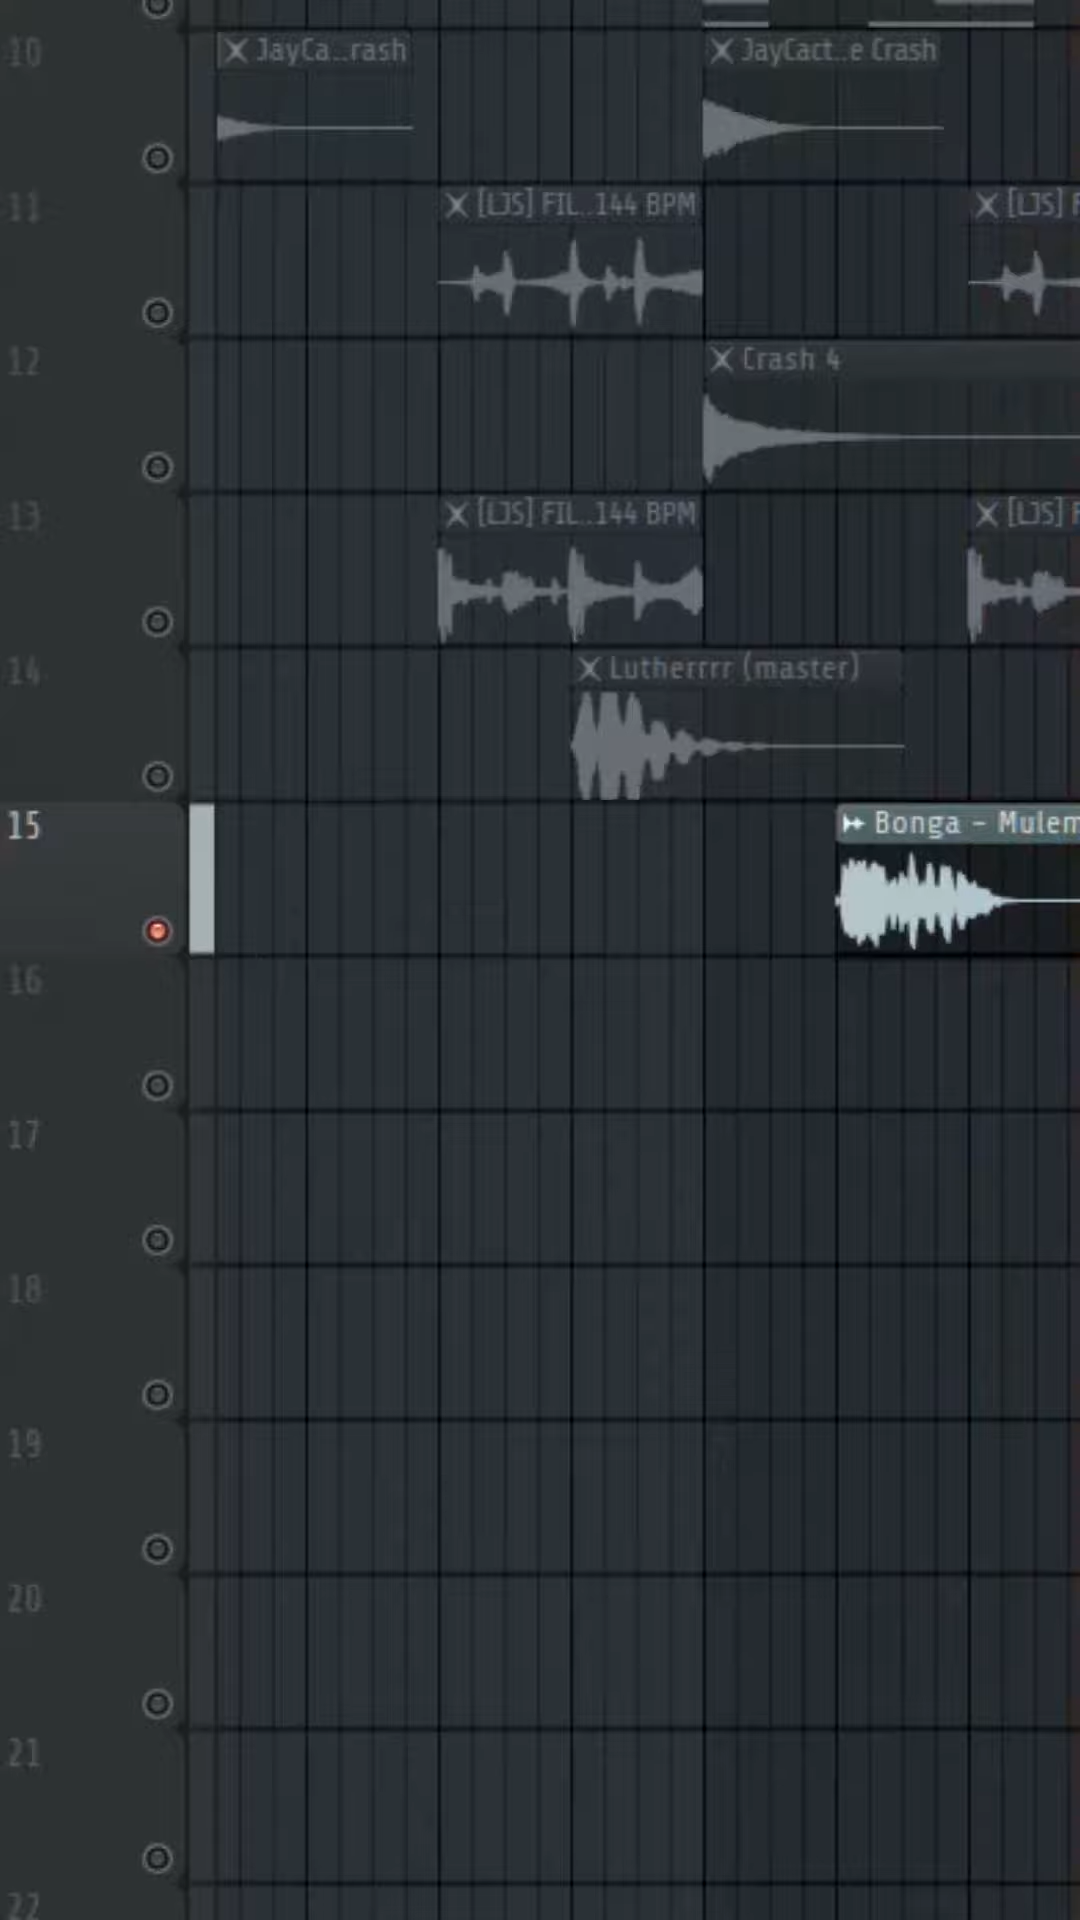 10
JayCa...rash
JayCact..e Crash
11
[LJS] FIL..144 BPM
[LJS] F
12
Crash 4
13
[LJS] FIL..144 BPM
[LJS] F
14
Lutherrrr (master)
15
Bonga - Mulem
16
17
18
19
20
21
22